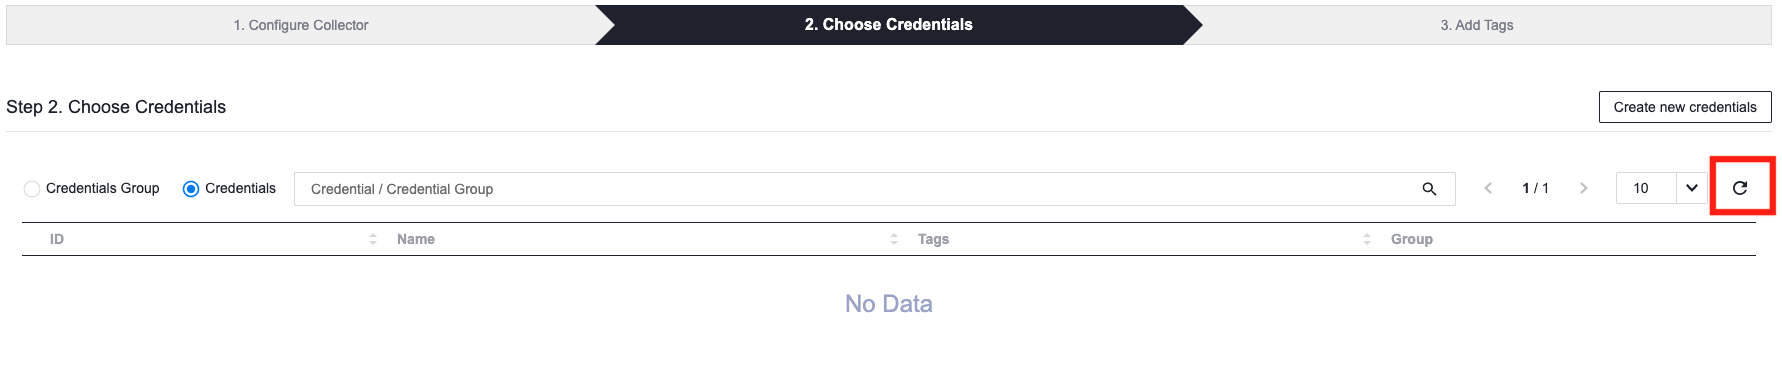 1. Configure Collector
2. Choose Credentials
3. Add Tags
Step 2. Choose Credentials
Create new credentials
Credentials Group
Credentials
Credential / Credential Group
1 / 1
10
ID
Name
Tags
Group
No Data